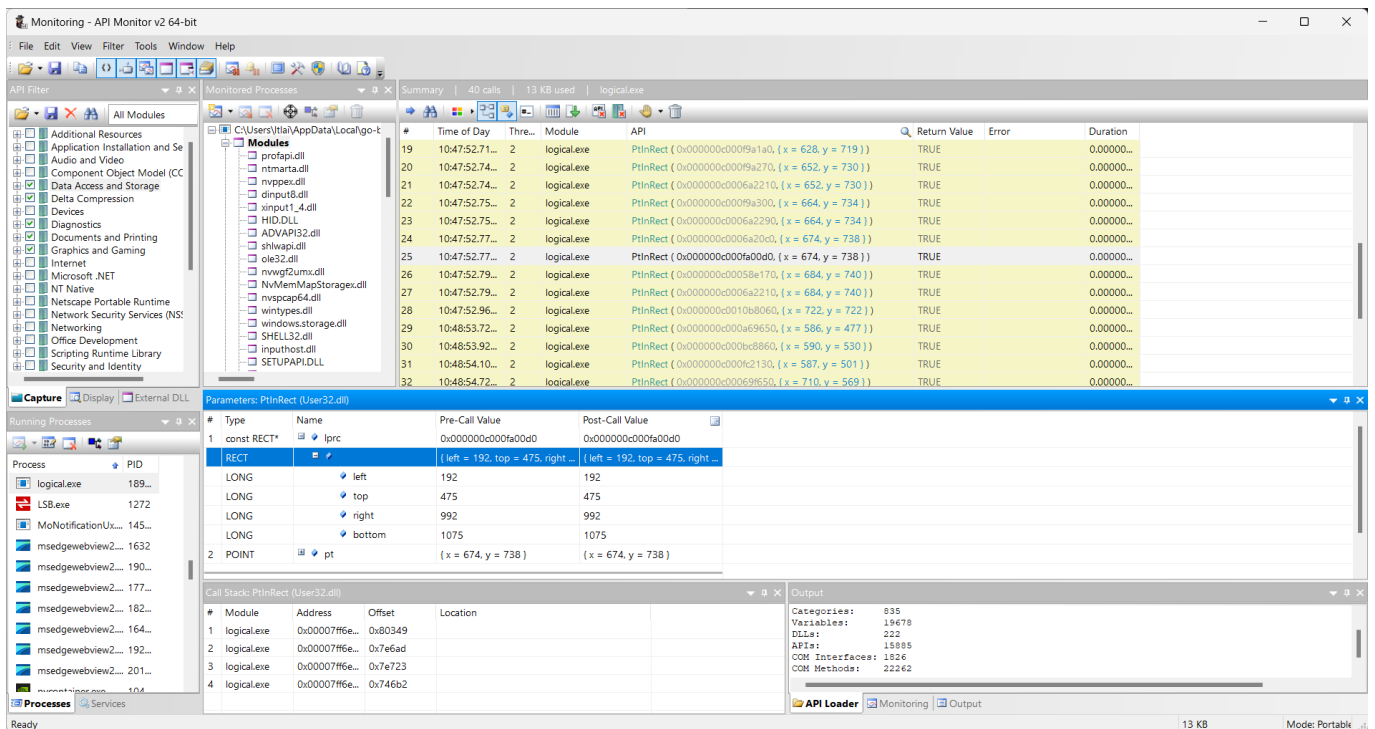 Monitoring - API Monitor v2 64-bit
File Edit View Filter Tools Window Help
API Filter
All Modules
Additional Resources
Application Installation and Se
Audio and Video
Component Object Model (CC
Data Access and Storage
Delta Compression
Devices
Diagnostics
Documents and Printing
Graphics and Gaming
Internet
Microsoft .NET
NT Native
Netscape Portable Runtime
Network Security Services (NS
Networking
Office Development
Scripting Runtime Library
Security and Identity
Capture Display External DLL
Monitored Processes
C:\Users\ltlai\AppData\Local\go-b
Modules
profapi.dll
ntmarta.dll
nvppex.dll
dinput8.dll
xinput1_4.dll
HID.DLL
ADVAPI32.dll
shlwapi.dll
ole32.dll
nvwgf2umx.dll
NvMemMapStoragex.dll
nvspcap64.dll
wintypes.dll
windows.storage.dll
SHELL32.dll
inputhost.dll
SETUPAPI.DLL
Summary | 40 calls | 13 KB used | logical.exe
# Time of Day Thre... Module API Return Value Error Duration
19 10:47:52.71... 2 logical.exe PtInRect ( 0x000000c000f9a1a0, { x = 628, y = 719 } ) TRUE 0.00000...
20 10:47:52.74... 2 logical.exe PtInRect ( 0x000000c000f9a270, { x = 652, y = 730 } ) TRUE 0.00000...
21 10:47:52.74... 2 logical.exe PtInRect ( 0x000000c0006a2210, { x = 652, y = 730 } ) TRUE 0.00000...
22 10:47:52.75... 2 logical.exe PtInRect ( 0x000000c000f9a300, { x = 664, y = 734 } ) TRUE 0.00000...
23 10:47:52.75... 2 logical.exe PtInRect ( 0x000000c0006a2290, { x = 664, y = 734 } ) TRUE 0.00000...
24 10:47:52.77... 2 logical.exe PtInRect ( 0x000000c0006a20c0, { x = 674, y = 738 } ) TRUE 0.00000...
25 10:47:52.77... 2 logical.exe PtInRect ( 0x000000c000fa00d0, { x = 674, y = 738 } ) TRUE 0.00000...
26 10:47:52.79... 2 logical.exe PtInRect ( 0x000000c00058e170, { x = 684, y = 740 } ) TRUE 0.00000...
27 10:47:52.79... 2 logical.exe PtInRect ( 0x000000c0006a2210, { x = 684, y = 740 } ) TRUE 0.00000...
28 10:47:52.96... 2 logical.exe PtInRect ( 0x000000c0010b8060, { x = 722, y = 722 } ) TRUE 0.00000...
29 10:48:53.72... 2 logical.exe PtInRect ( 0x000000c000a69650, { x = 586, y = 477 } ) TRUE 0.00000...
30 10:48:53.92... 2 logical.exe PtInRect ( 0x000000c000bc8860, { x = 590, y = 530 } ) TRUE 0.00000...
31 10:48:54.10... 2 logical.exe PtInRect ( 0x000000c000fc2130, { x = 587, y = 501 } ) TRUE 0.00000...
32 10:48:54.72... 2 logical.exe PtInRect ( 0x000000c00069f650, { x = 710, y = 569 } ) TRUE 0.00000...
Running Processes
Process PID
logical.exe 189...
LSB.exe 1272
MoNotificationUx.... 145...
msedgewebview2.... 1632
msedgewebview2.... 190...
msedgewebview2.... 177...
msedgewebview2.... 182...
msedgewebview2.... 164...
msedgewebview2.... 192...
msedgewebview2.... 201...
nvcontainer.exe 104
Processes Services
Parameters: PtInRect (User32.dll)
# Type Name Pre-Call Value Post-Call Value
1 const RECT* lprc 0x000000c000fa00d0 0x000000c000fa00d0
RECT { left = 192, top = 475, right ... { left = 192, top = 475, right ...
LONG left 192 192
LONG top 475 475
LONG right 992 992
LONG bottom 1075 1075
2 POINT pt { x = 674, y = 738 } { x = 674, y = 738 }
Call Stack: PtInRect (User32.dll)
# Module Address Offset Location
1 logical.exe 0x00007ff6e... 0x80349
2 logical.exe 0x00007ff6e... 0x7e6ad
3 logical.exe 0x00007ff6e... 0x7e723
4 logical.exe 0x00007ff6e... 0x746b2
Output
Categories: 835
Variables: 19678
DLLs: 222
APIs: 15885
COM Interfaces: 1826
COM Methods: 22262
API Loader Monitoring Output
Ready 13 KB Mode: Portable